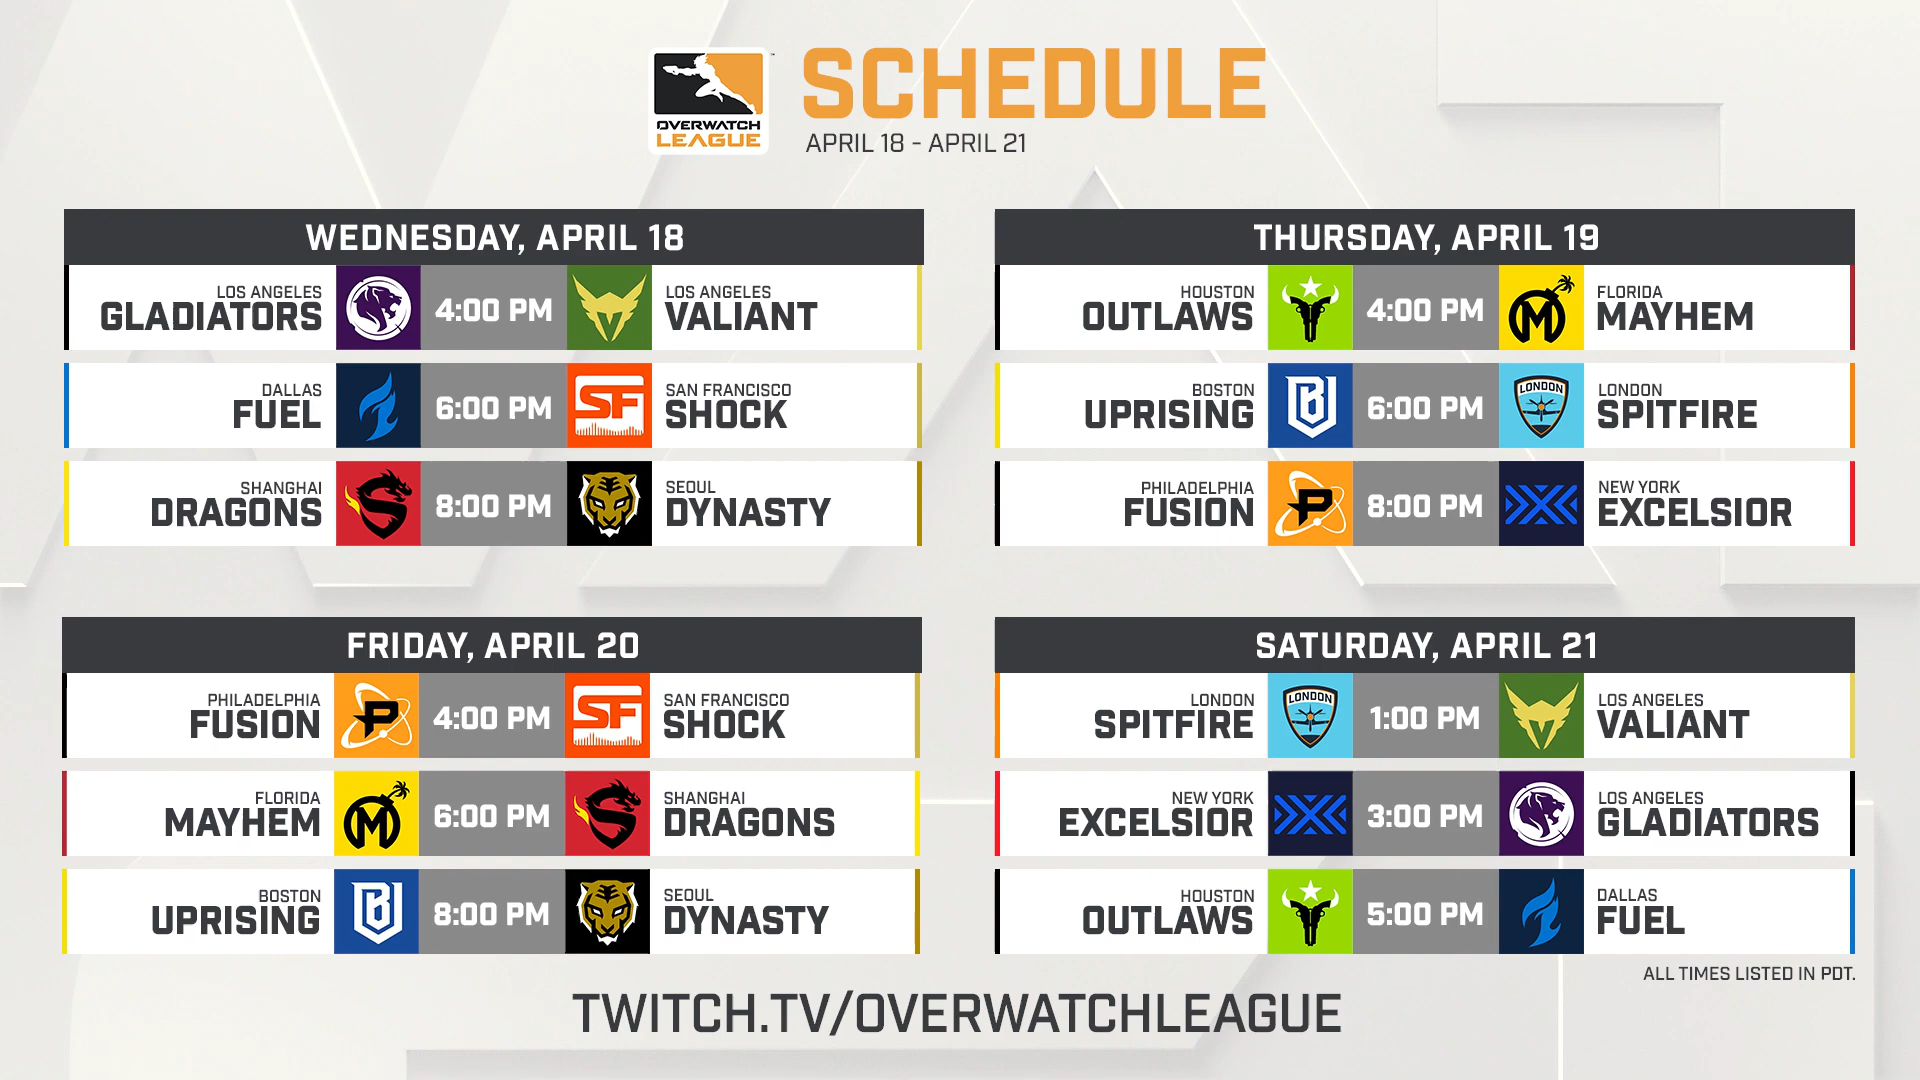 OVERWATCH
LEAGUE
SCHEDULE
APRIL 18 - APRIL 21
WEDNESDAY, APRIL 18
LOS ANGELES
GLADIATORS
4:00 PM
LOS ANGELES
VALIANT
DALLAS
FUEL
6:00 PM
SF
SAN FRANCISCO
SHOCK
SHANGHAI
DRAGONS
8:00 PM
SEOUL
DYNASTY
THURSDAY, APRIL 19
HOUSTON
OUTLAWS
4:00 PM
M
FLORIDA
MAYHEM
BOSTON
UPRISING
B
6:00 PM
LONDON
LONDON
SPITFIRE
PHILADELPHIA
FUSION
P
8:00 PM
NEW YORK
EXCELSIOR
FRIDAY, APRIL 20
PHILADELPHIA
FUSION
P
4:00 PM
SF
SAN FRANCISCO
SHOCK
FLORIDA
MAYHEM
M
6:00 PM
SHANGHAI
DRAGONS
BOSTON
UPRISING
B
8:00 PM
SEOUL
DYNASTY
SATURDAY, APRIL 21
LONDON
SPITFIRE
LONDON
1:00 PM
LOS ANGELES
VALIANT
NEW YORK
EXCELSIOR
3:00 PM
LOS ANGELES
GLADIATORS
HOUSTON
OUTLAWS
5:00 PM
DALLAS
FUEL
ALL TIMES LISTED IN PDT.
TWITCH.TV/OVERWATCHLEAGUE